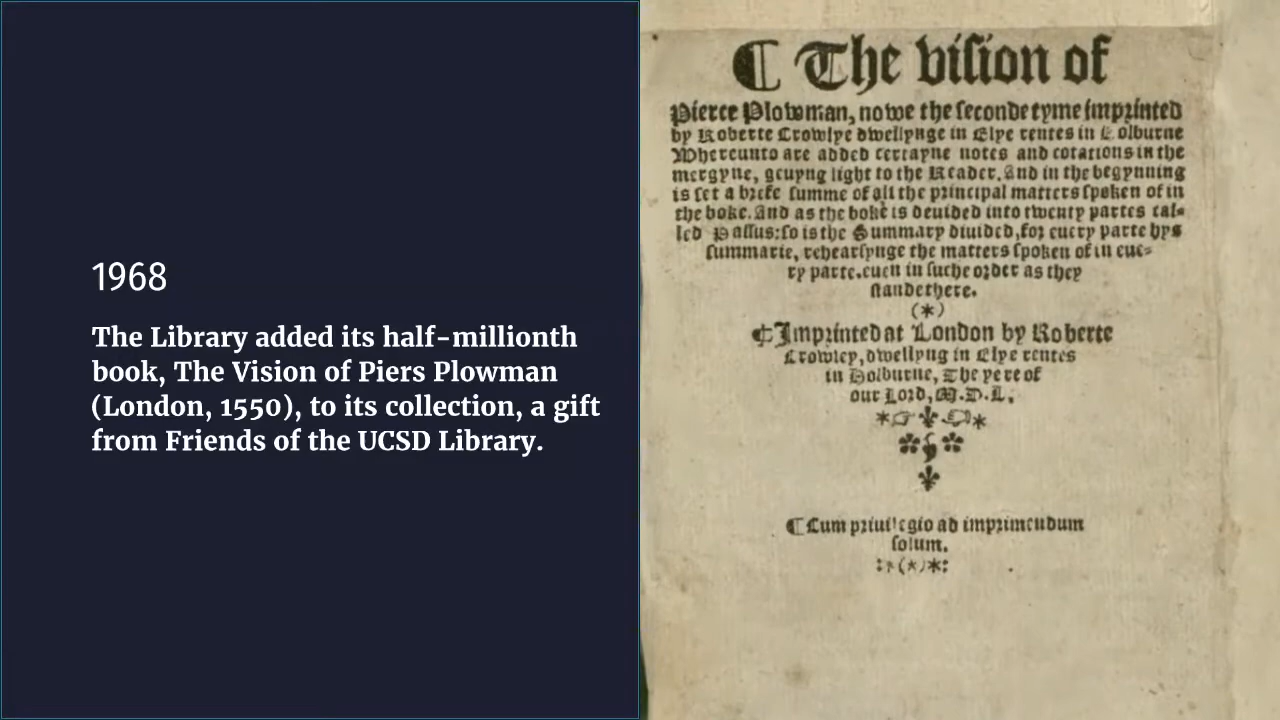 1968
The Library added its half-millionth
book, The Vision of Piers Plowman
(London, 1550), to its collection, a gift
from Friends of the UCSD Library.
¶ The viſion of
Pierce Plowman, nowe the ſeconde tyme imprinted
by Roberte Crowlye dwellynge in Elye rentes in Holburne
Whereunto are added certayne notes and cotations in the
mergyne, geuyng light to the Reader. And in the begynning
is ſet a briefe ſumme of all the principal matters ſpoken of in
the boke. And as the boke is deuided into twenty partes cal-
led Paſſus: ſo is the Summary diuided, for euery parte hys
ſummarie, rehearſynge the matters ſpoken of in eue-
ry parte. euen in ſuche order as they
ſtande there.
(*)
¶ Imprinted at London by Roberte
Crowley, dwellyng in Elye rentes
in Holburne, The yere of
our Lord, M.D.L.
¶ Cum priuilegio ad imprimendum
ſolum.